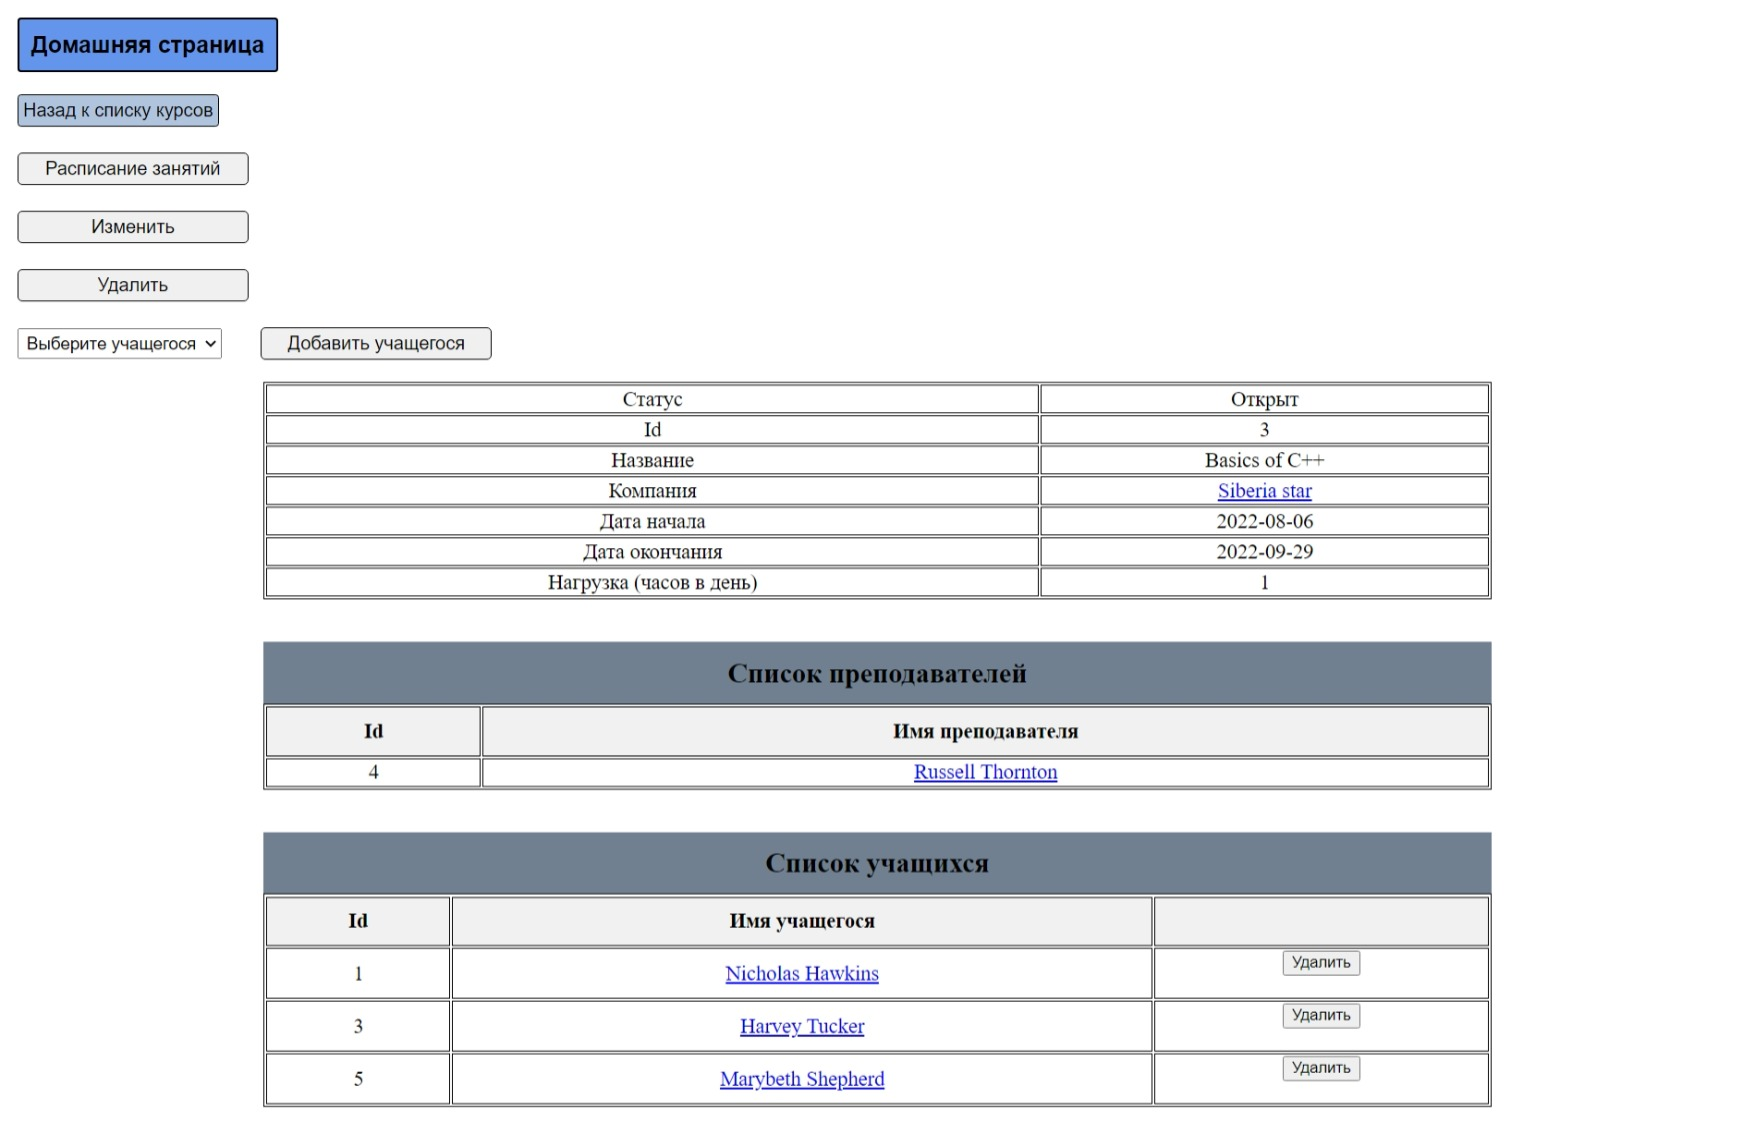 Домашняя страница
Назад к списку курсов
Расписание занятий
Изменить
Удалить
Выберите учащегося Добавить учащегося
Статус Открыт
Id 3
Название Basics of C++
Компания Siberia star
Дата начала 2022-08-06
Дата окончания 2022-09-29
Нагрузка (часов в день) 1
Список преподавателей
Id Имя преподавателя
4 Russell Thornton
Список учащихся
Id Имя учащегося
1 Nicholas Hawkins Удалить
3 Harvey Tucker Удалить
5 Marybeth Shepherd Удалить